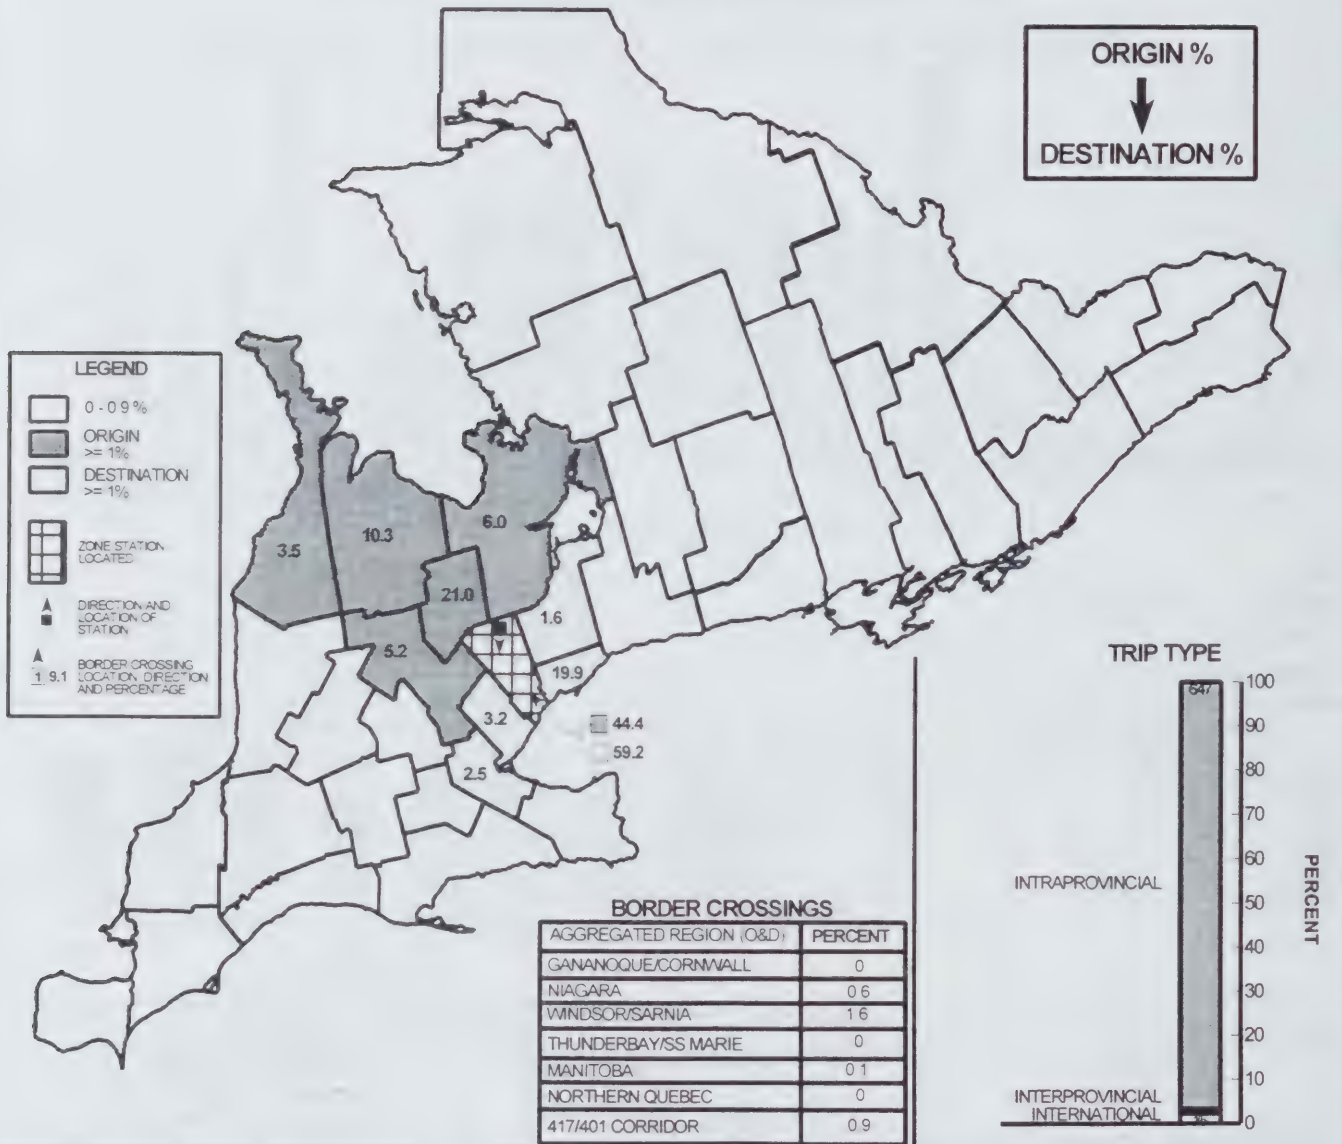 ORIGIN %
DESTINATION %
LEGEND
0 - 0 9 %
ORIGIN
>= 1%
DESTINATION
>= 1%
ZONE STATION
LOCATED
DIRECTION AND
LOCATION OF
STATION
1 9.1
BORDER CROSSING
LOCATION, DIRECTION
AND PERCENTAGE
3.5
10.3
6.0
21.0
5.2
1.6
19.9
3.2
2.5
44.4
59.2
BORDER CROSSINGS
AGGREGATED REGION (O&D) PERCENT
GANANOQUE/CORNWALL 0
NIAGARA 0 6
WINDSOR/SARNIA 1 6
THUNDERBAY/SS MARIE 0
MANITOBA 0 1
NORTHERN QUEBEC 0
417/401 CORRIDOR 0 9
TRIP TYPE
647
100
90
80
70
60
50
40
30
20
10
0
PERCENT
INTRAPROVINCIAL
INTERPROVINCIAL
INTERNATIONAL